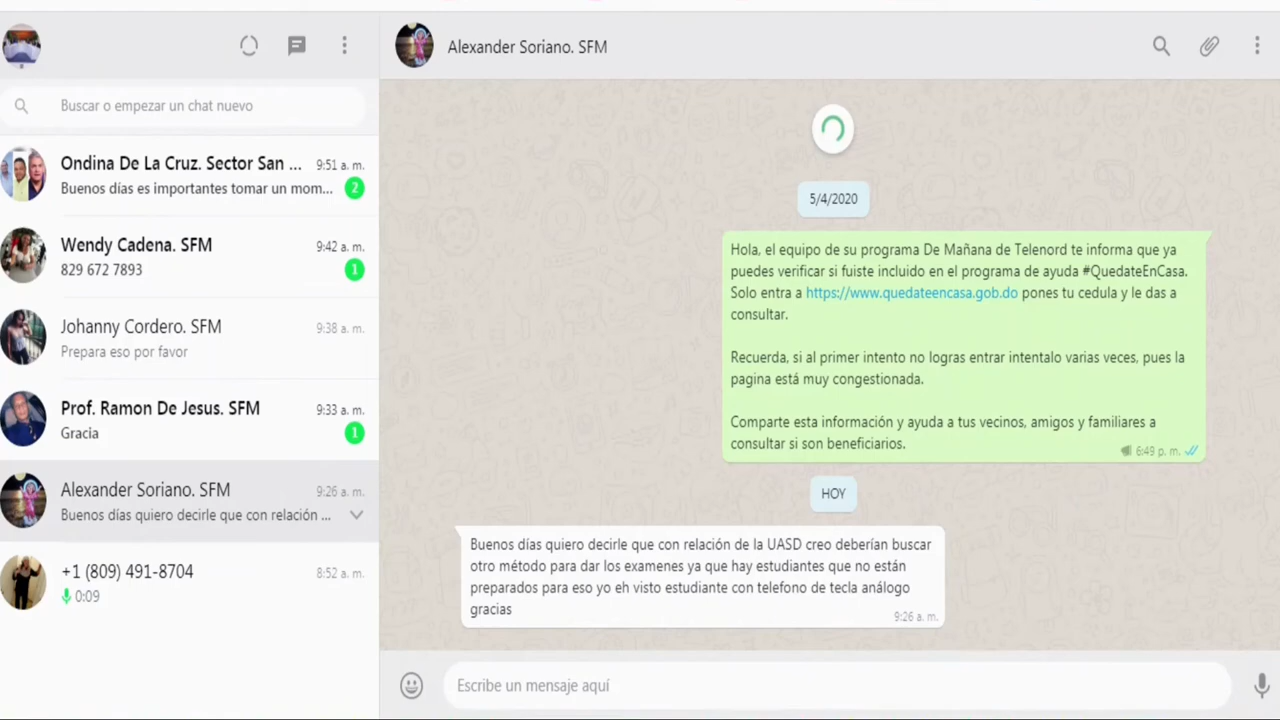 Alexander Soriano. SFM
Buscar o empezar un chat nuevo
Ondina De La Cruz. Sector San ...
9:51 a. m.
Buenos días es importantes tomar un mom...
2
Wendy Cadena. SFM
9:42 a. m.
829 672 7893
1
Johanny Cordero. SFM
9:38 a. m.
Prepara eso por favor
Prof. Ramon De Jesus. SFM
9:33 a. m.
Gracia
1
Alexander Soriano. SFM
9:26 a. m.
Buenos días quiero decirle que con relación ...
+1 (809) 491-8704
8:52 a. m.
0:09
5/4/2020
Hola, el equipo de su programa De Mañana de Telenord te informa que ya
puedes verificar si fuiste incluido en el programa de ayuda #QuedateEnCasa.
Solo entra a https://www.quedateencasa.gob.do pones tu cedula y le das a
consultar.
Recuerda, si al primer intento no logras entrar intentalo varias veces, pues la
pagina está muy congestionada.
Comparte esta información y ayuda a tus vecinos, amigos y familiares a
consultar si son beneficiarios.
6:49 p. m.
HOY
Buenos días quiero decirle que con relación de la UASD creo deberían buscar
otro método para dar los examenes ya que hay estudiantes que no están
preparados para eso yo eh visto estudiante con telefono de tecla análogo
gracias
9:26 a. m.
Escribe un mensaje aquí